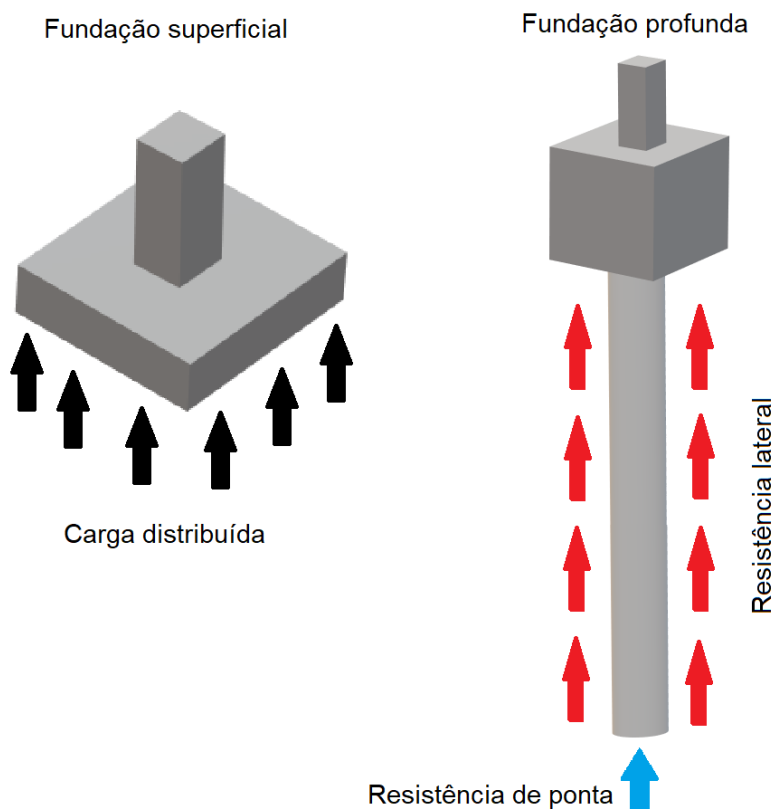 Fundação superficial
Fundação profunda
Carga distribuída
Resistência lateral
Resistência de ponta